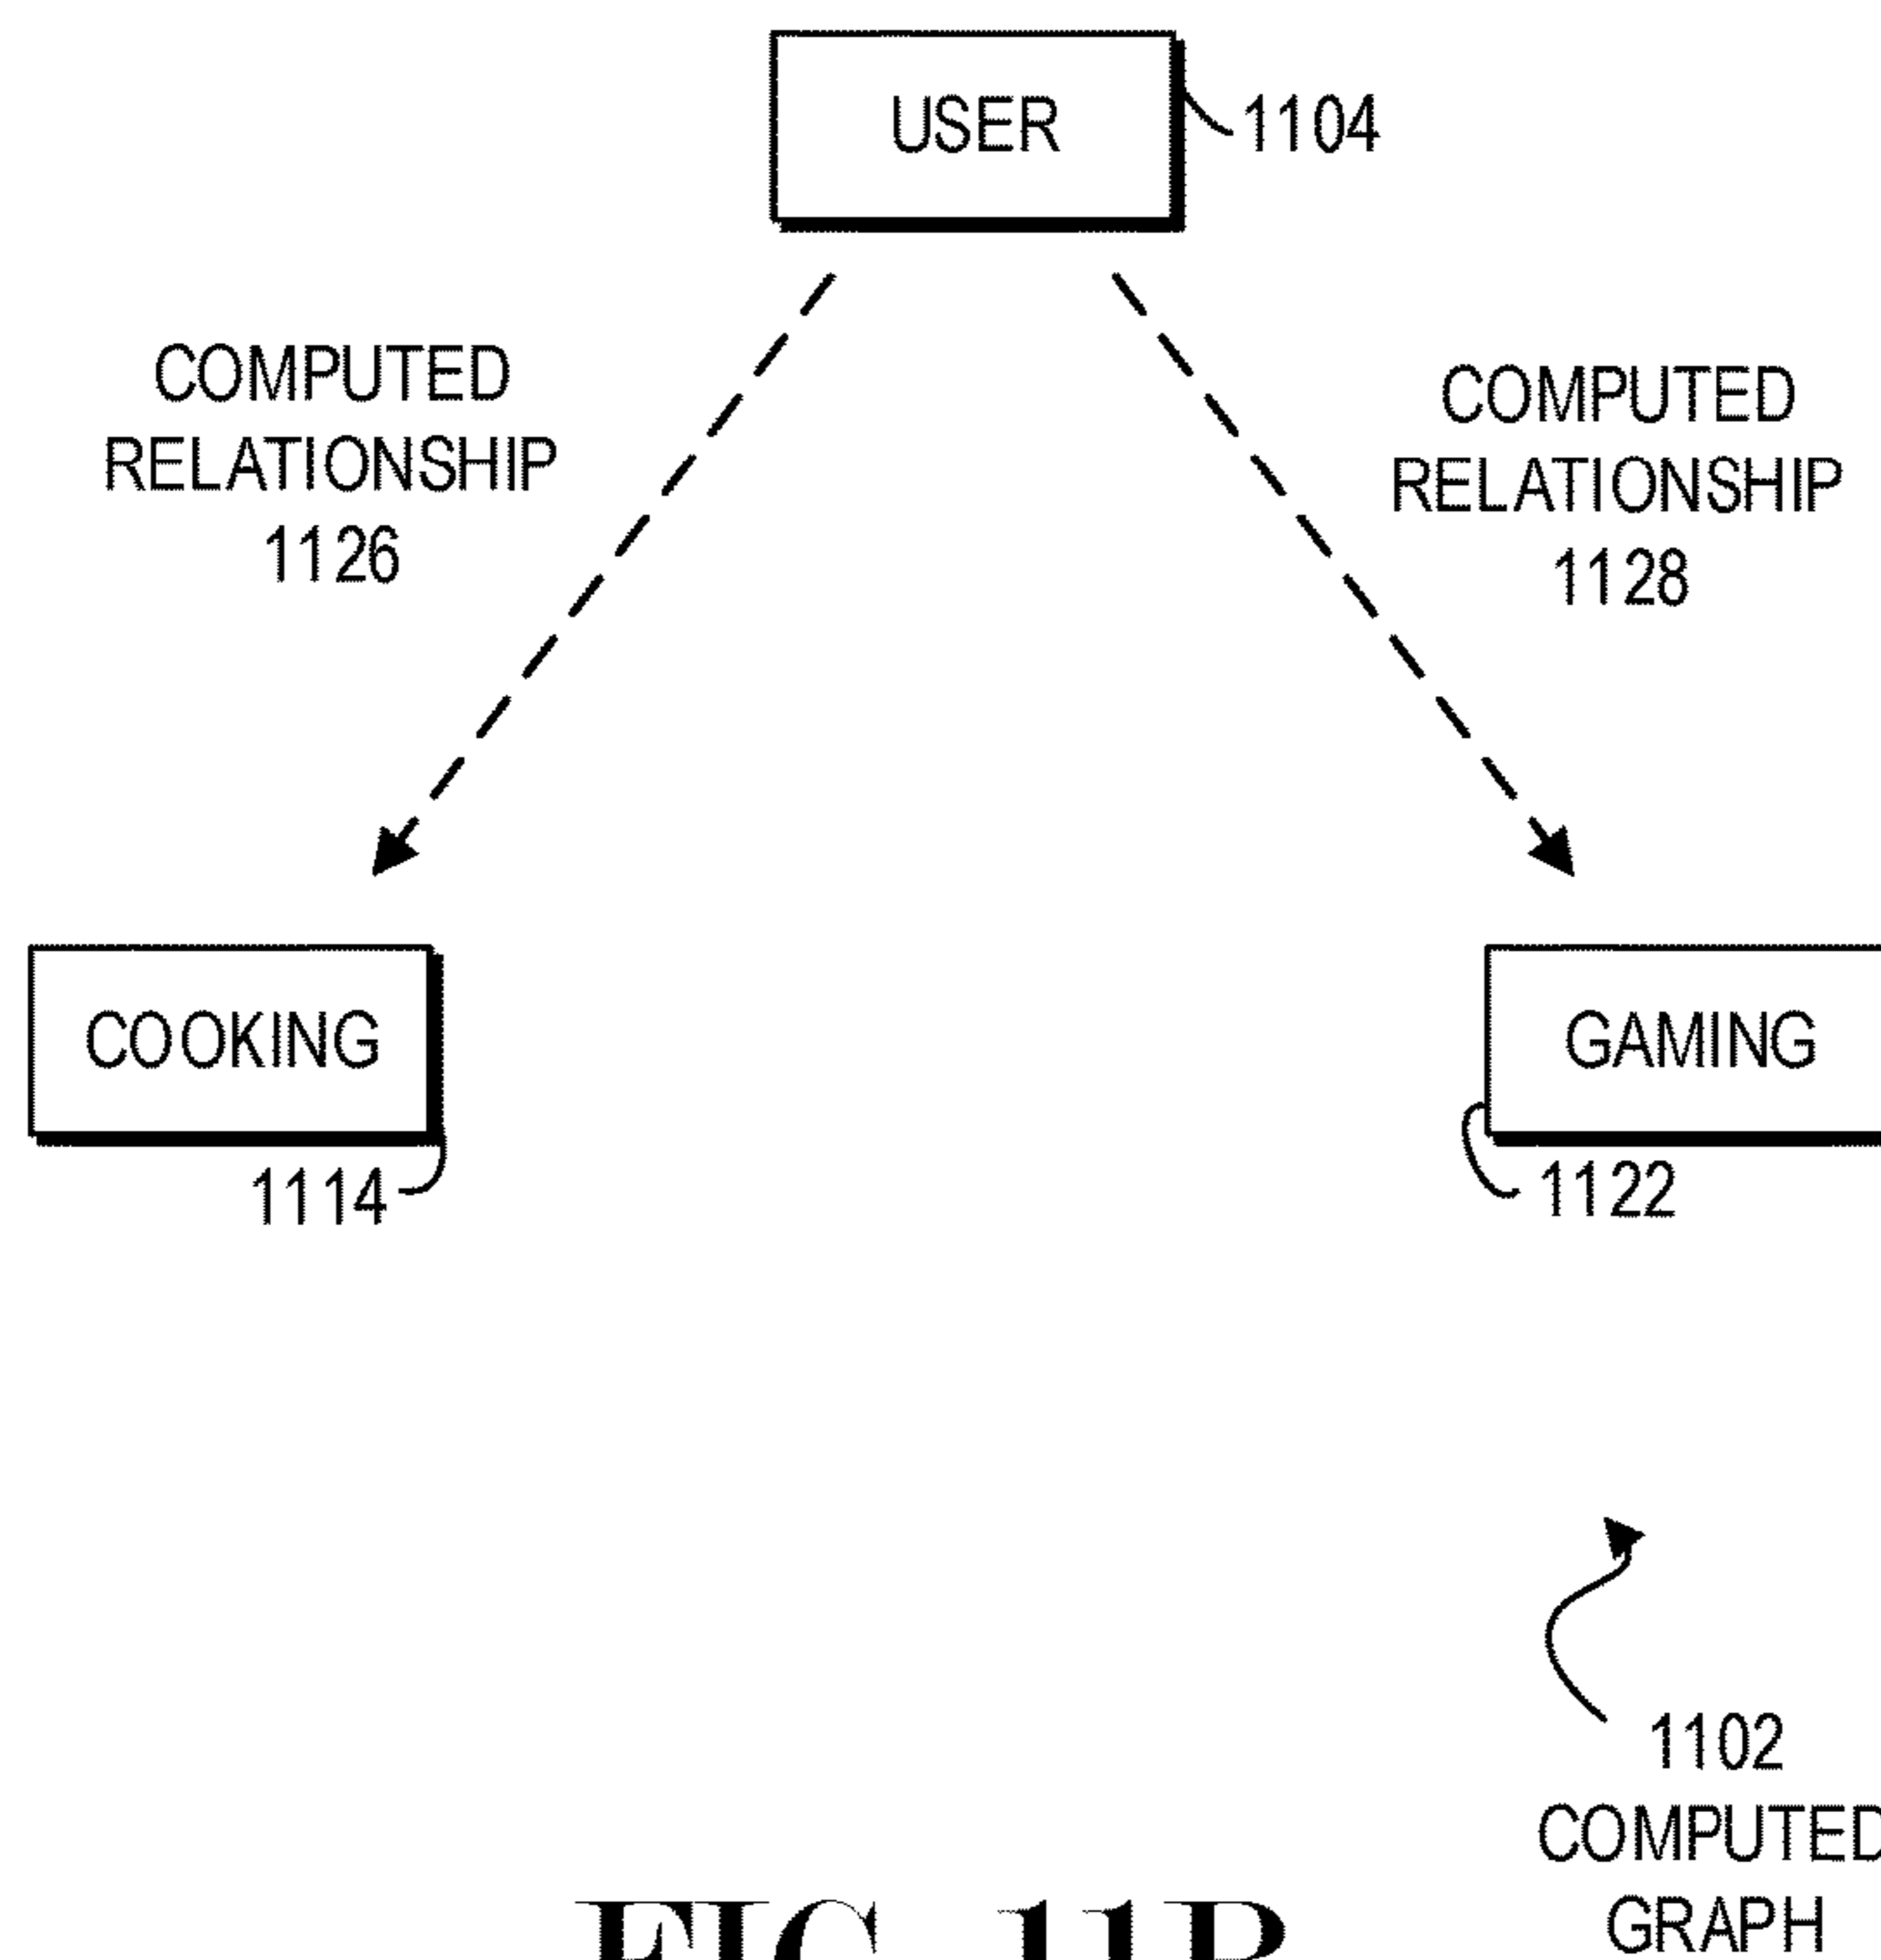 USER
1104
COMPUTED
RELATIONSHIP
1126
COMPUTED
RELATIONSHIP
1128
COOKING
GAMING
1114
1122
1102
COMPUTED
GRAPH